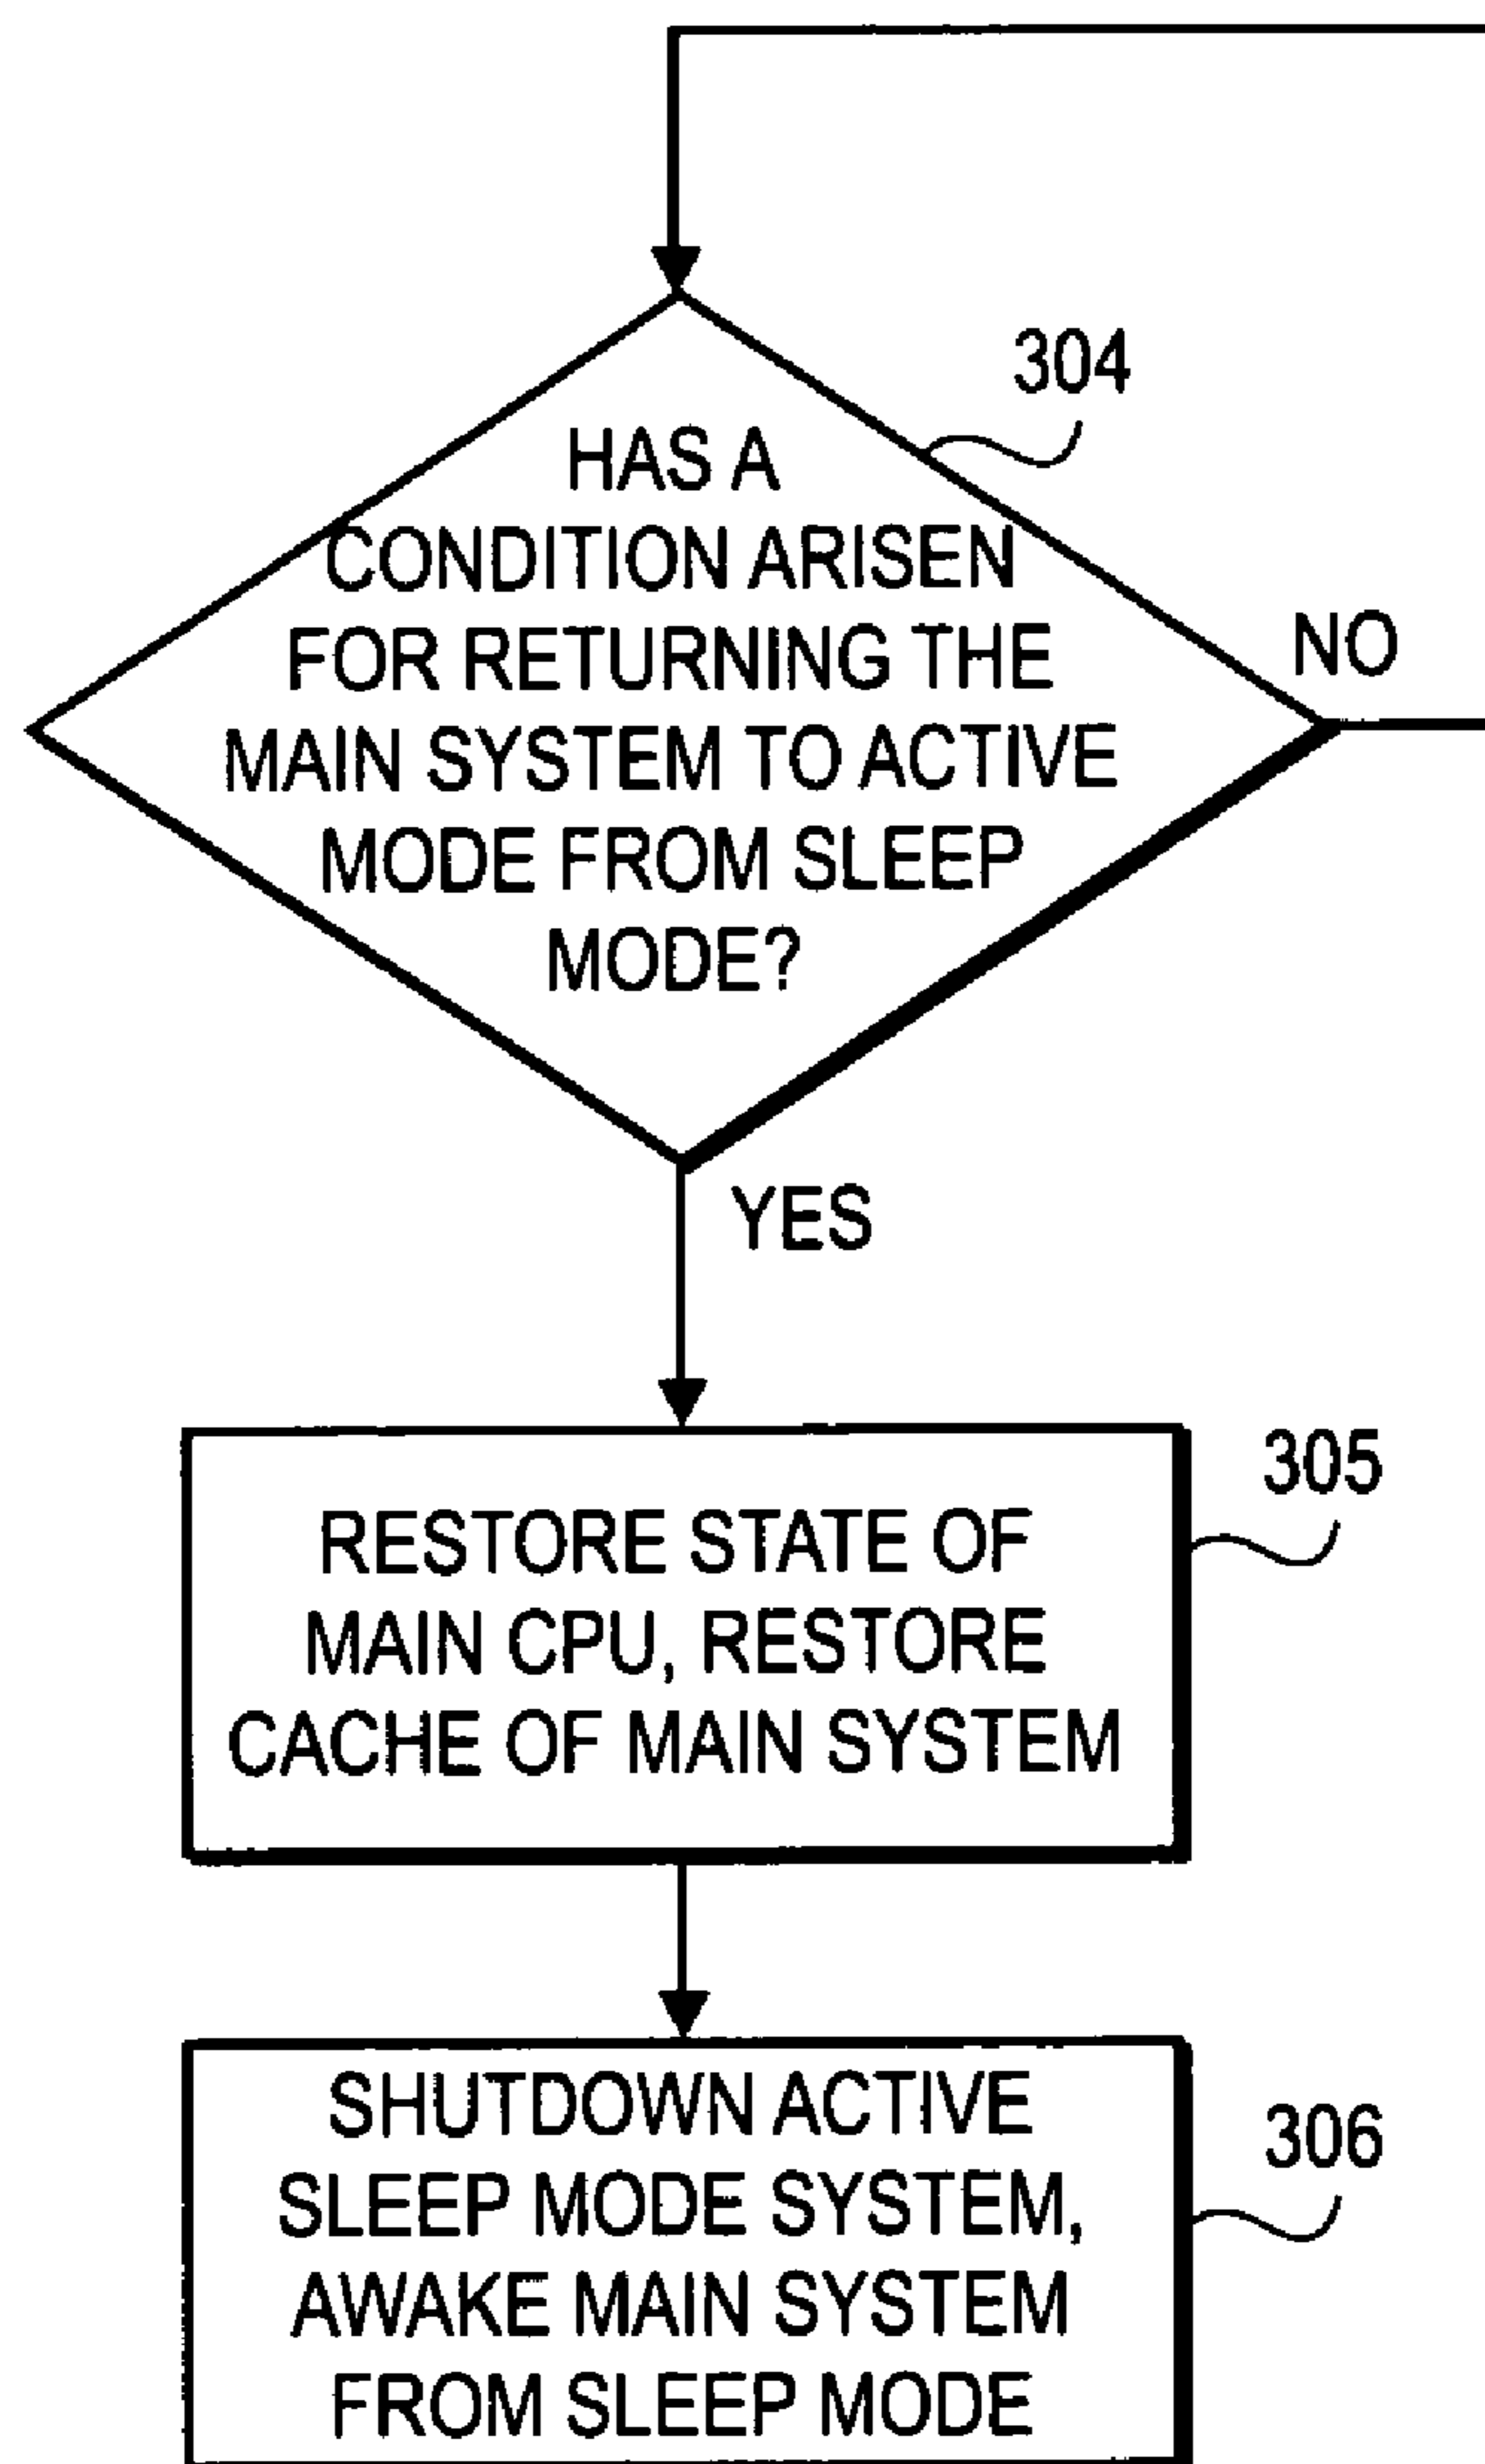 304
HAS A
CONDITION ARISEN
FOR RETURNING THE
MAIN SYSTEM TO ACTIVE
MODE FROM SLEEP
MODE?
NO
YES
305
RESTORE STATE OF
MAIN CPU, RESTORE
CACHE OF MAIN SYSTEM
306
SHUTDOWN ACTIVE
SLEEP MODE SYSTEM,
AWAKE MAIN SYSTEM
FROM SLEEP MODE